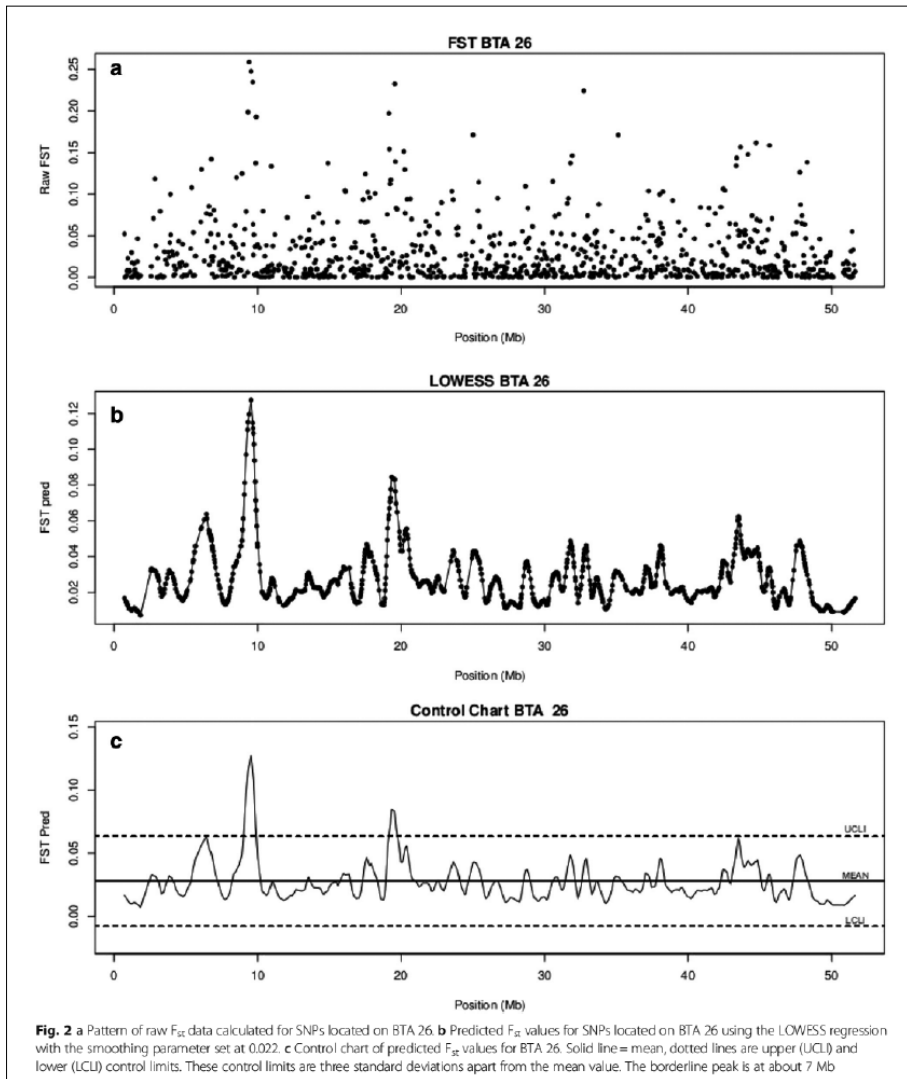 FST BTA 26
a
Raw FST
0.25
0.20
0.15
0.10
0.05
0.00
0 10 20 30 40 50
Position (Mb)
LOWESS BTA 26
b
FST pred
0.12
0.10
0.08
0.06
0.04
0.02
0 10 20 30 40 50
Position (Mb)
Control Chart BTA 26
c
FST Pred
0.15
0.10
0.05
0.00
UCLI
MEAN
LCLI
0 10 20 30 40 50
Position (Mb)
Fig. 2 a Pattern of raw Fst data calculated for SNPs located on BTA 26. b Predicted Fst values for SNPs located on BTA 26 using the LOWESS regression
with the smoothing parameter set at 0.022. c Control chart of predicted Fst values for BTA 26. Solid line = mean, dotted lines are upper (UCLI) and
lower (LCLI) control limits. These control limits are three standard deviations apart from the mean value. The borderline peak is at about 7 Mb